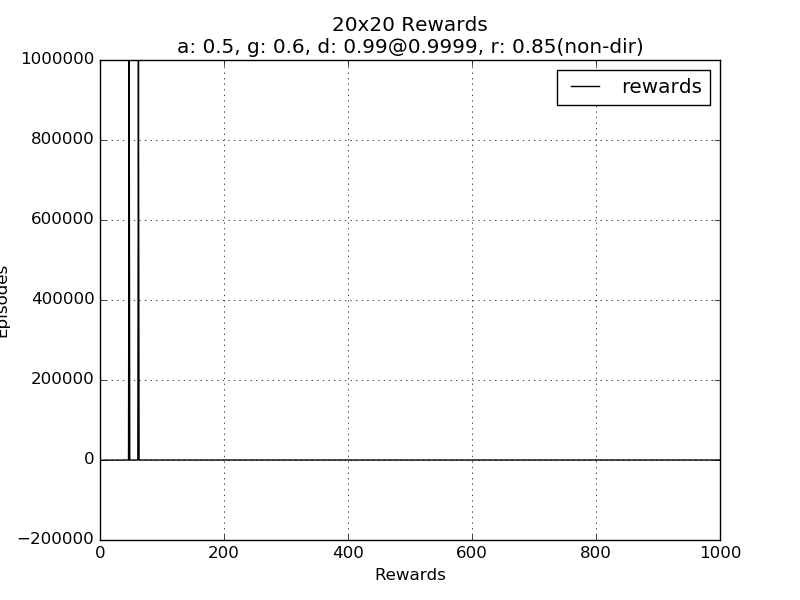 20x20 Rewards
a: 0.5, g: 0.6, d: 0.99@0.9999, r: 0.85(non-dir)
1000000
rewards
800000
600000
400000
Episodes
200000
0
−200000
0 200 400 600 800 1000
Rewards